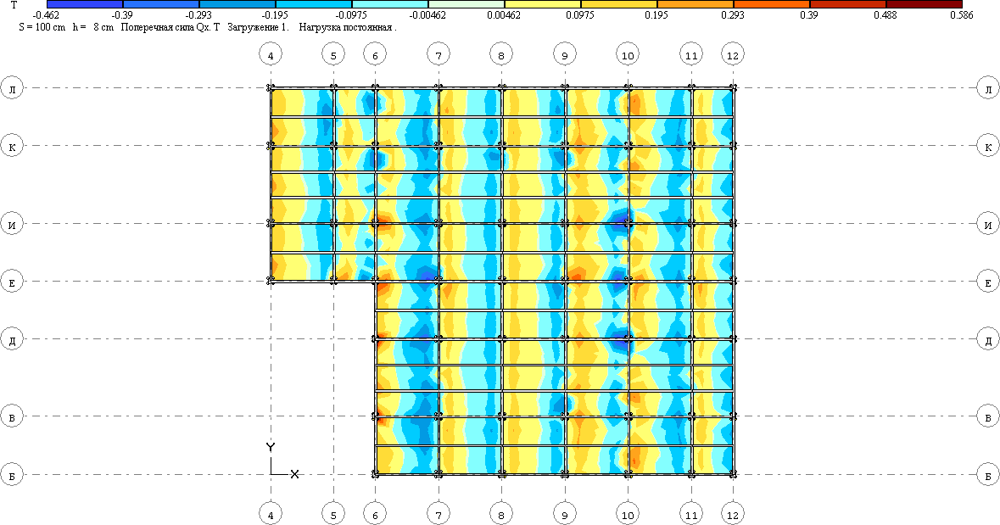 T
-0.462 -0.39 -0.293 -0.195 -0.0975 -0.00462 0.00462 0.0975 0.195 0.293 0.39 0.488 0.586
S = 100 cm h = 8 cm Поперечная сила Qx. T Загружение 1. Нагрузка постоянная .
4 5 6 7 8 9 10 11 12
Л Л
К К
И И
Е Е
Д Д
В В
Y
X
Б Б
4 5 6 7 8 9 10 11 12